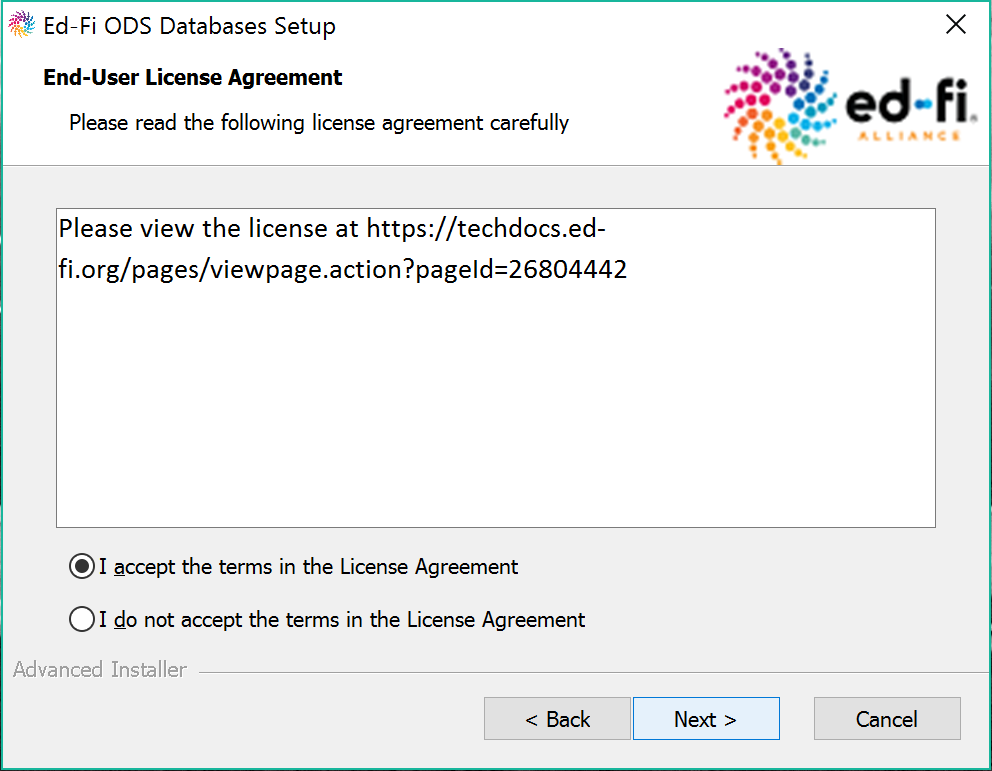 Ed-Fi ODS Databases Setup
End-User License Agreement
Please read the following license agreement carefully
ed-fi®
ALLIANCE
Please view the license at https://techdocs.ed-
fi.org/pages/viewpage.action?pageId=26804442
I accept the terms in the License Agreement
I do not accept the terms in the License Agreement
Advanced Installer
< Back Next > Cancel